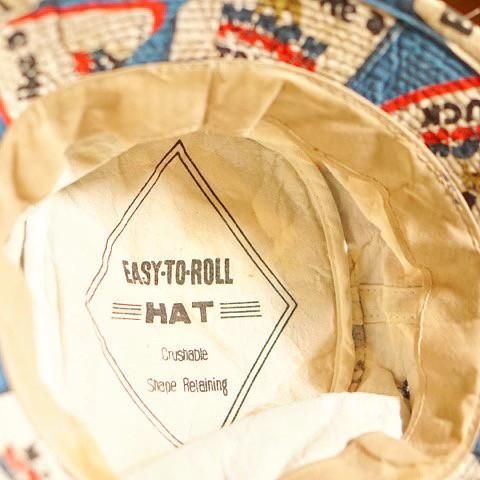 EASY-TO-ROLL
HAT
Crushable
Shape Retaining